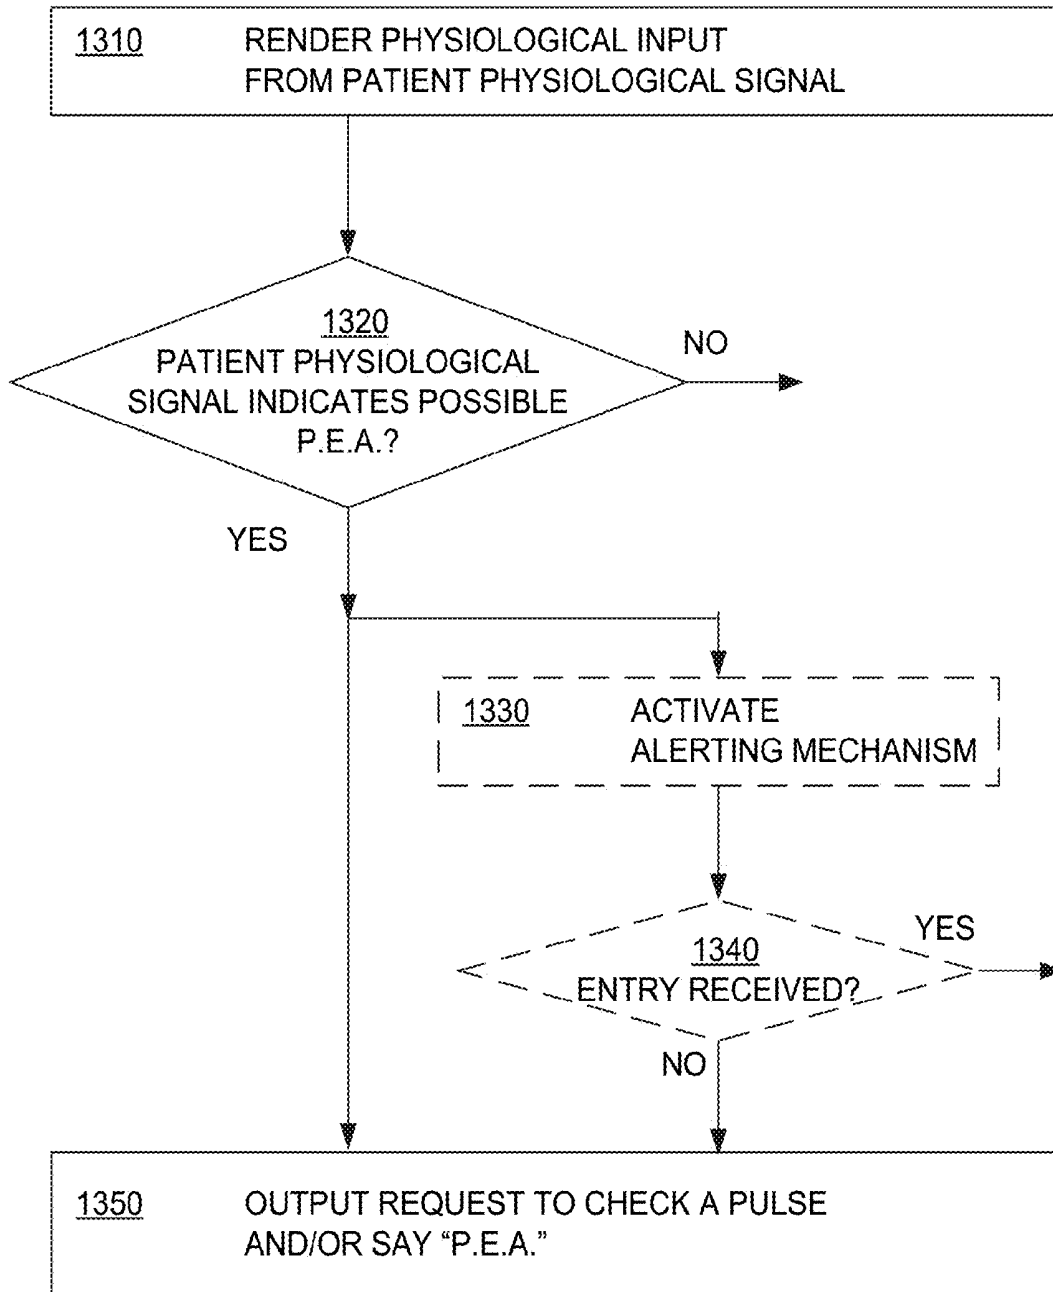 1310 RENDER PHYSIOLOGICAL INPUT
FROM PATIENT PHYSIOLOGICAL SIGNAL
1320
PATIENT PHYSIOLOGICAL
SIGNAL INDICATES POSSIBLE
P.E.A.?
NO
YES
1330 ACTIVATE
ALERTING MECHANISM
1340
ENTRY RECEIVED?
YES
NO
1350 OUTPUT REQUEST TO CHECK A PULSE
AND/OR SAY “P.E.A.”